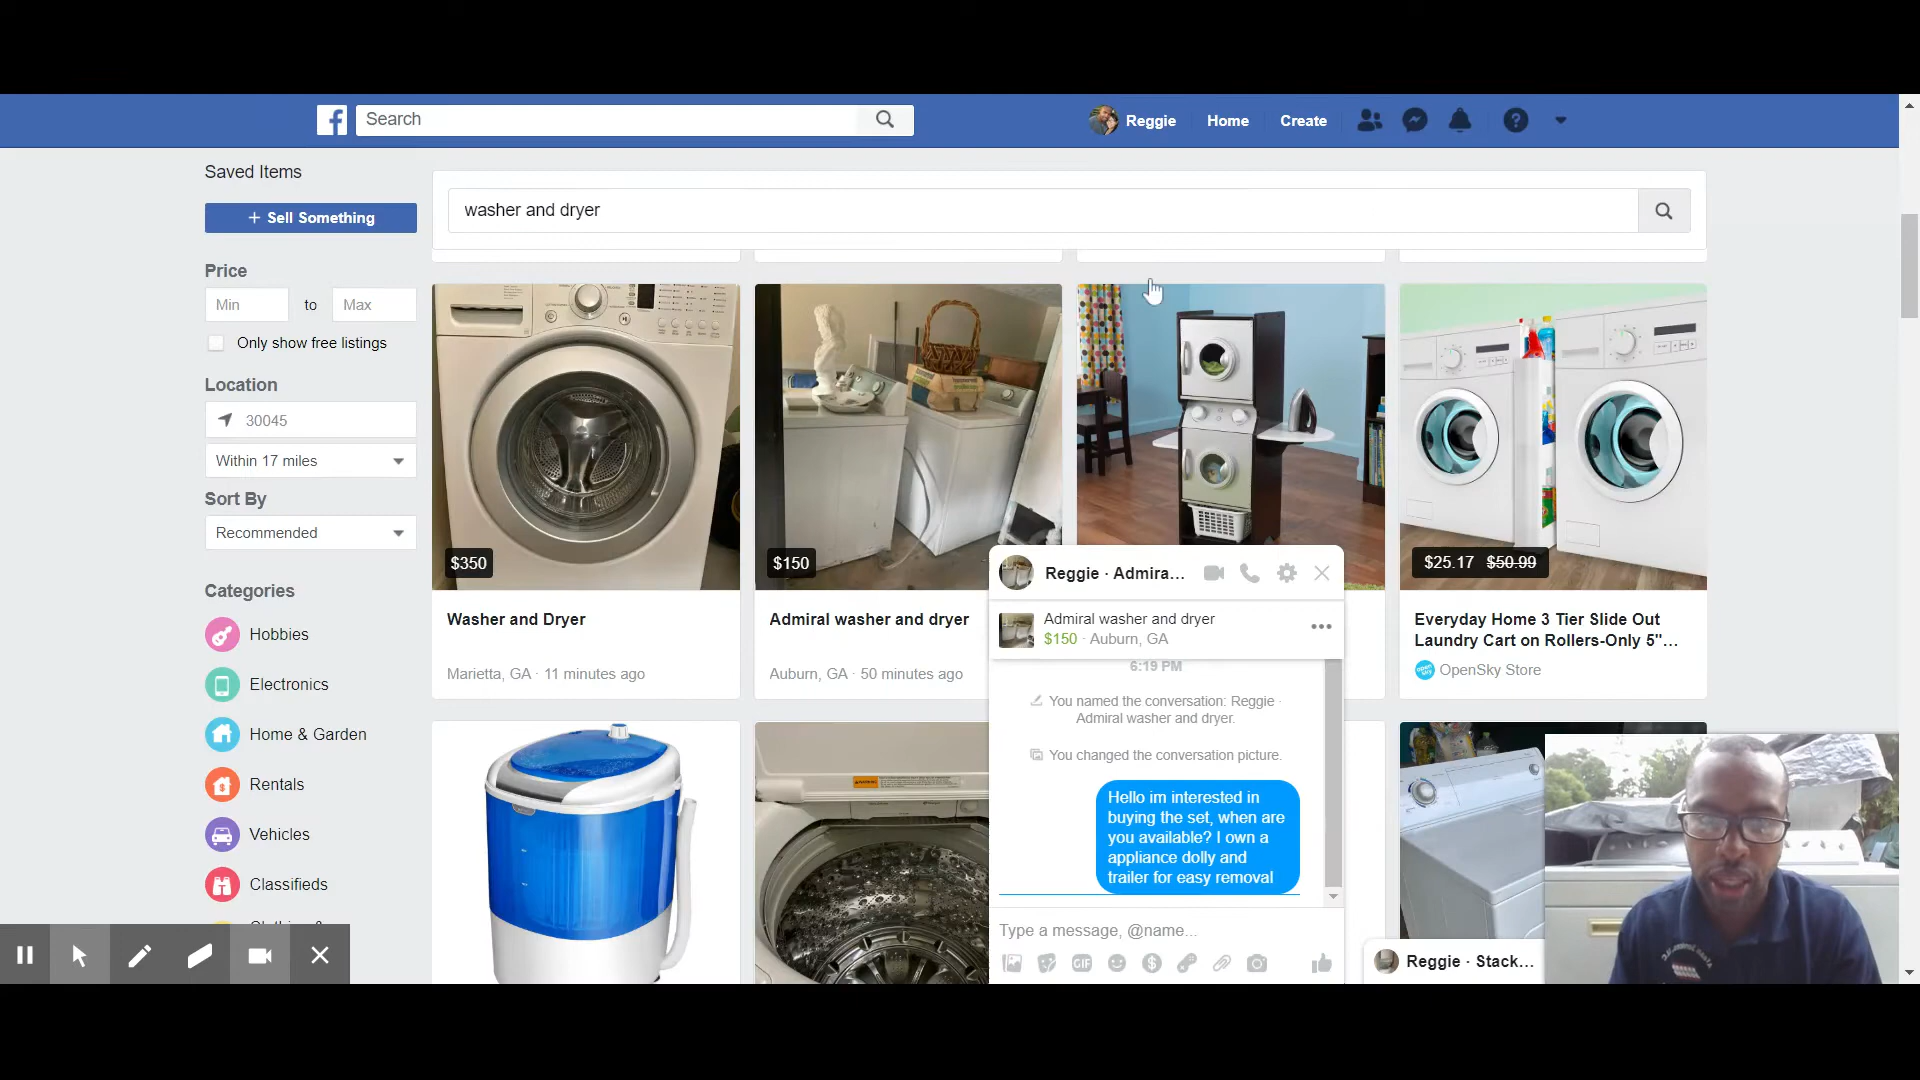 Search
Reggie
Home
Create
Saved Items
+ Sell Something
washer and dryer
Price
Min
to
Max
Only show free listings
Location
30045
Within 17 miles
Sort By
Recommended
Categories
Hobbies
Electronics
Home & Garden
Rentals
Vehicles
Classifieds
$350
Washer and Dryer
Marietta, GA · 11 minutes ago
$150
Admiral washer and dryer
Auburn, GA · 50 minutes ago
$25.17 $50.99
Everyday Home 3 Tier Slide Out
Laundry Cart on Rollers-Only 5"...
OpenSky Store
Reggie · Admira...
Admiral washer and dryer
$150 · Auburn, GA
6:19 PM
You named the conversation: Reggie ·
Admiral washer and dryer.
You changed the conversation picture.
Hello im interested in
buying the set, when are
you available? I own a
appliance dolly and
trailer for easy removal
Type a message, @name...
GIF
Reggie · Stack...